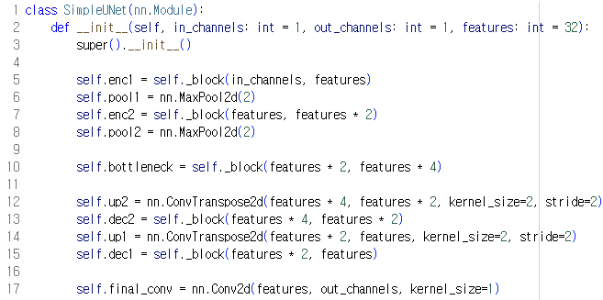 1 class SimpleUNet(nn.Module):
2     def __init__(self, in_channels: int = 1, out_channels: int = 1, features: int = 32):
3         super().__init__()
4
5         self.enc1 = self._block(in_channels, features)
6         self.pool1 = nn.MaxPool2d(2)
7         self.enc2 = self._block(features, features * 2)
8         self.pool2 = nn.MaxPool2d(2)
9
10         self.bottleneck = self._block(features * 2, features * 4)
11
12         self.up2 = nn.ConvTranspose2d(features * 4, features * 2, kernel_size=2, stride=2)
13         self.dec2 = self._block(features * 4, features * 2)
14         self.up1 = nn.ConvTranspose2d(features * 2, features, kernel_size=2, stride=2)
15         self.dec1 = self._block(features * 2, features)
16
17         self.final_conv = nn.Conv2d(features, out_channels, kernel_size=1)